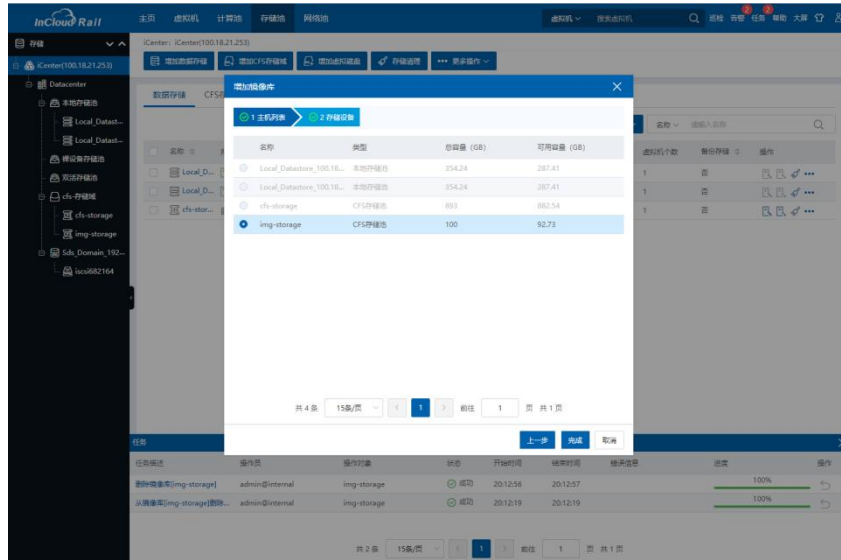 InCloud Rail
主页 虚拟机 计算池 存储池 网络池 虚拟机 搜索虚拟机 巡检 告警 2 任务 2 帮助 大屏
存储
iCenter: iCenter(100.18.21.253)
iCenter(100.18.21.253)
增加数据存储 增加CFS存储域 增加虚拟磁盘 存储清理 更多操作
Datacenter
本地存储池
Local_Datast...
Local_Datast...
裸设备存储池
双活存储池
cfs-存储域
cfs-storage
img-storage
Sds_Domain_192...
iscsi682164
数据存储 CFS存
名称 请输入名称
名称 虚拟机个数 备份存储 操作
Local_D... 1 否
Local_D... 1 否
cfs-stor... 1 否
增加镜像库
1 主机列表 2 存储设备
名称 类型 总容量 (GB) 可用容量 (GB)
Local_Datastore_100.18... 本地存储池 354.24 287.41
Local_Datastore_100.18... 本地存储池 354.24 287.41
cfs-storage CFS存储池 893 882.54
img-storage CFS存储池 100 92.73
共 4 条 15条/页 1 前往 1 页 共 1 页
上一步 完成 取消
任务
任务描述 操作员 操作对象 状态 开始时间 结束时间 错误信息 进度 操作
删除镜像库[img-storage] admin@internal img-storage 成功 20:12:56 20:12:57 100%
从镜像库[img-storage]删除... admin@internal img-storage 成功 20:12:19 20:12:19 100%
共 2 条 15条/页 1 前往 1 页 共 1 页